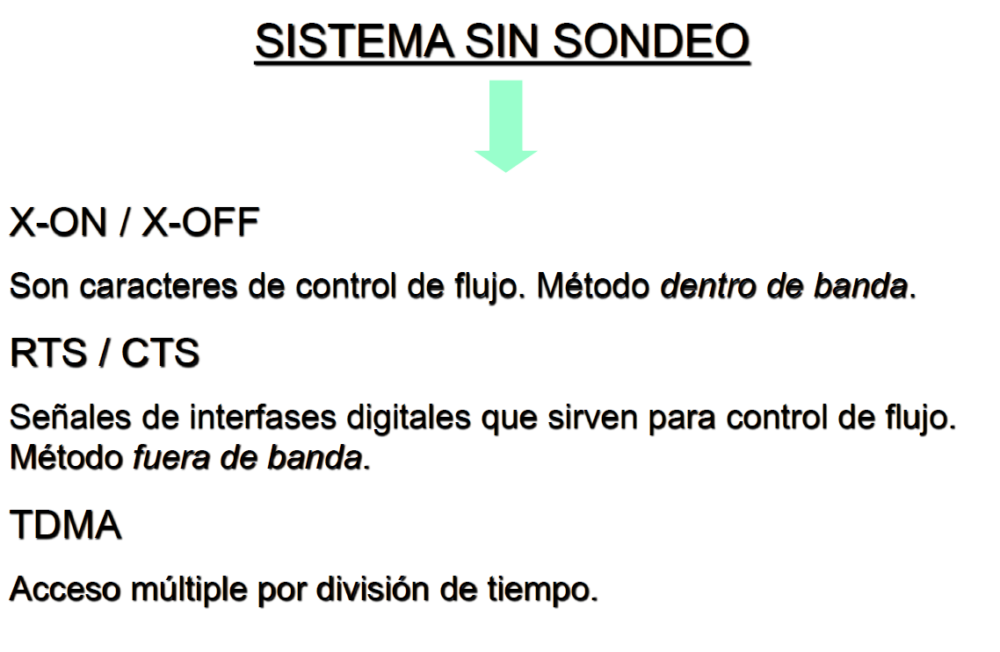 SISTEMA SIN SONDEO
X-ON / X-OFF
Son caracteres de control de flujo. Método dentro de banda.
RTS / CTS
Señales de interfases digitales que sirven para control de flujo.
Método fuera de banda.
TDMA
Acceso múltiple por división de tiempo.